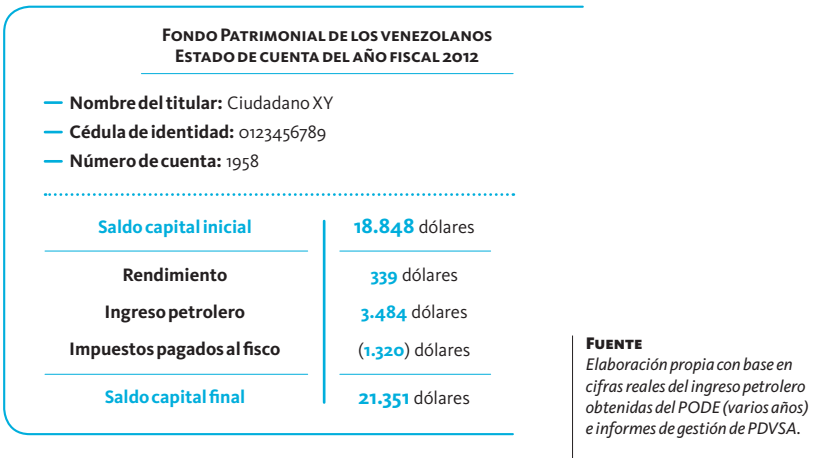 FONDO PATRIMONIAL DE LOS VENEZOLANOS
ESTADO DE CUENTA DEL AÑO FISCAL 2012
Nombre del titular: Ciudadano XY
Cédula de identidad: 0123456789
Número de cuenta: 1958
Saldo capital inicial 18.848 dólares
Rendimiento 339 dólares
Ingreso petrolero 3.484 dólares
Impuestos pagados al fisco (1.320) dólares
Saldo capital final 21.351 dólares
FUENTE
Elaboración propia con base en
cifras reales del ingreso petrolero
obtenidas del PODE (varios años)
e informes de gestión de PDVSA.